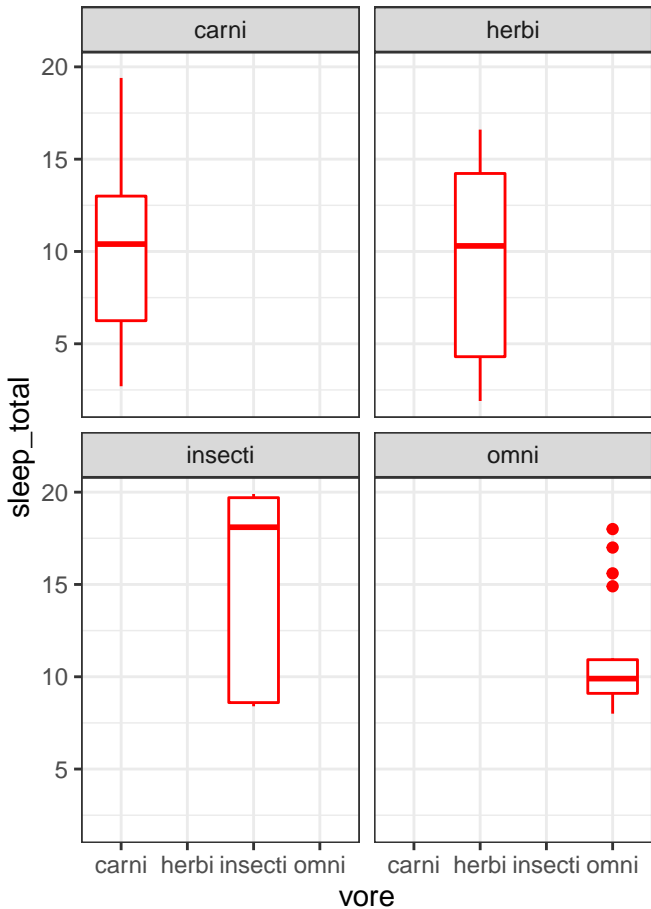 carni
herbi
20
15
10
5
insecti
omni
20
15
10
5
sleep_total
carni herbi insecti omni
carni herbi insecti omni
vore